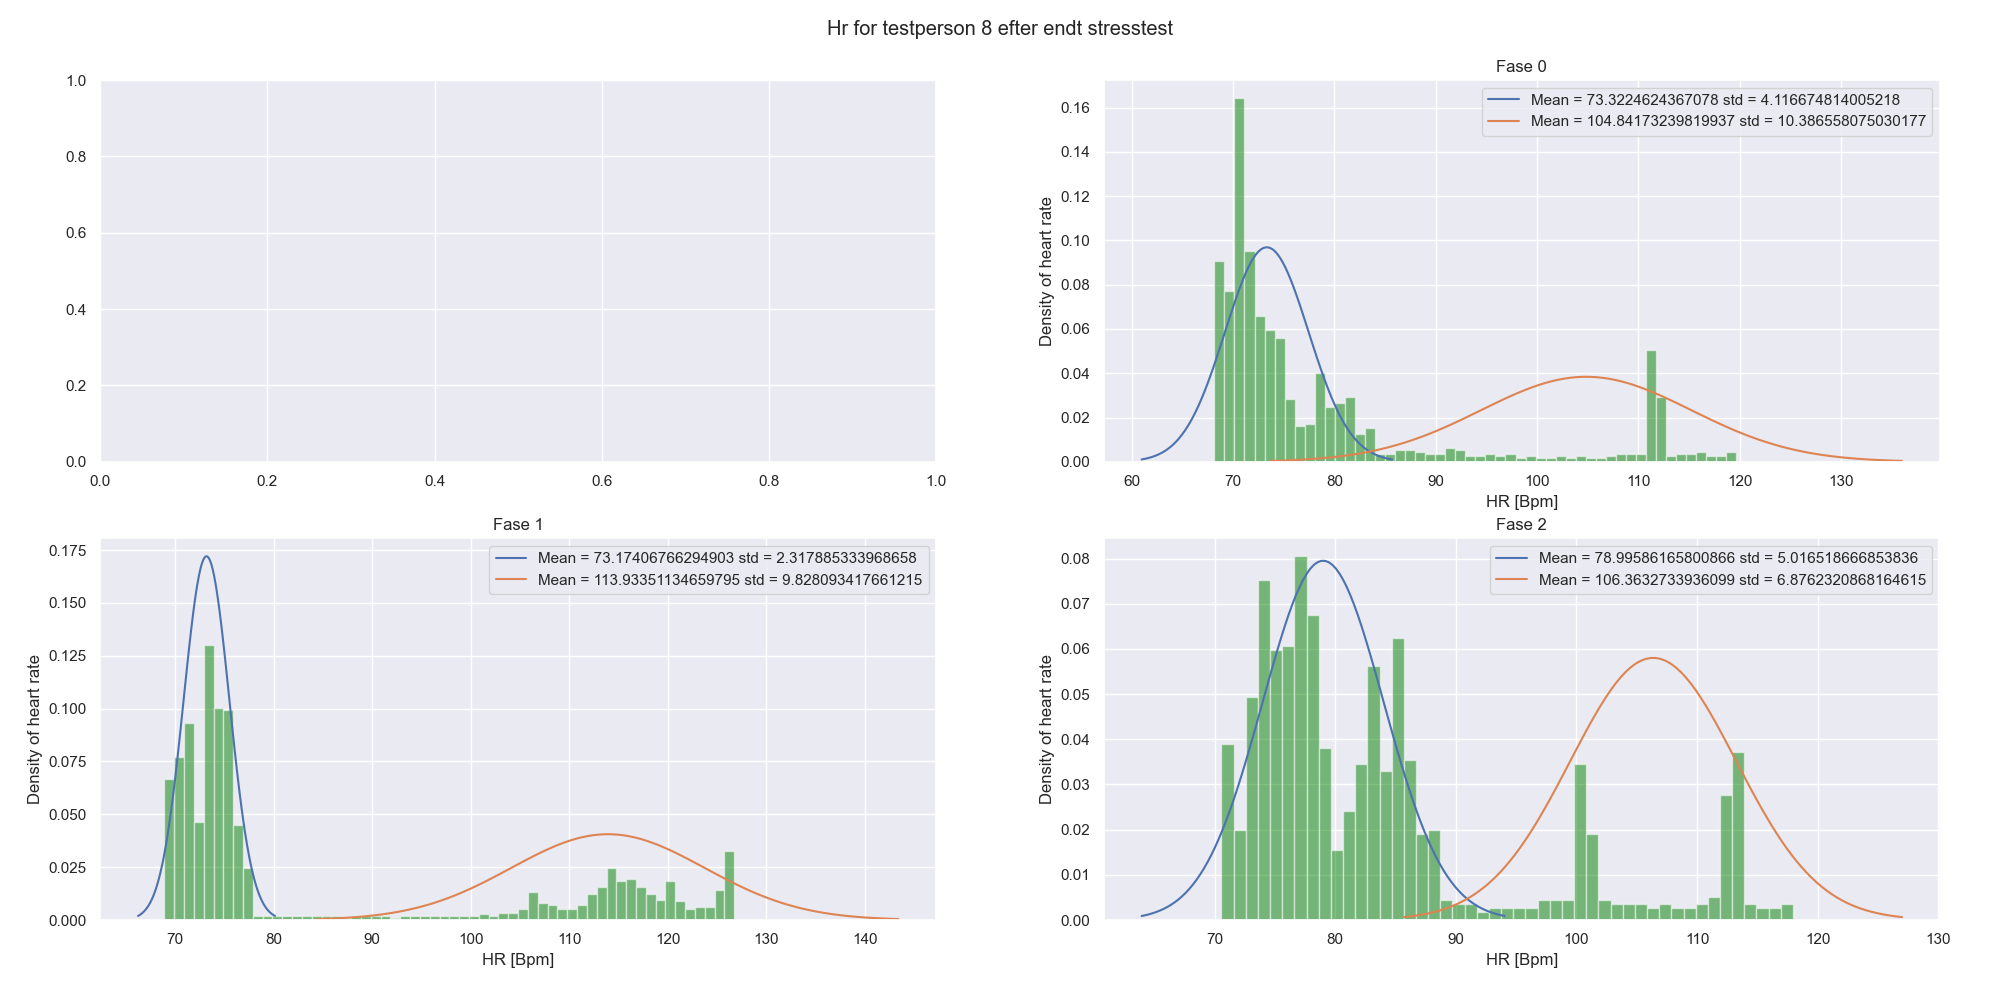 Hr for testperson 8 efter endt stresstest
1.0
0.8
0.6
0.4
0.2
0.0
0.0 0.2 0.4 0.6 0.8 1.0
Fase 0
Mean = 73.3224624367078 std = 4.116674814005218
Mean = 104.84173239819937 std = 10.386558075030177
Density of heart rate
0.16
0.14
0.12
0.10
0.08
0.06
0.04
0.02
0.00
60 70 80 90 100 110 120 130
HR [Bpm]
Fase 1
Mean = 73.17406766294903 std = 2.317885333968658
Mean = 113.93351134659795 std = 9.828093417661215
Density of heart rate
0.175
0.150
0.125
0.100
0.075
0.050
0.025
0.000
70 80 90 100 110 120 130 140
HR [Bpm]
Fase 2
Mean = 78.99586165800866 std = 5.016518666853836
Mean = 106.3632733936099 std = 6.8762320868164615
Density of heart rate
0.08
0.07
0.06
0.05
0.04
0.03
0.02
0.01
0.00
70 80 90 100 110 120 130
HR [Bpm]